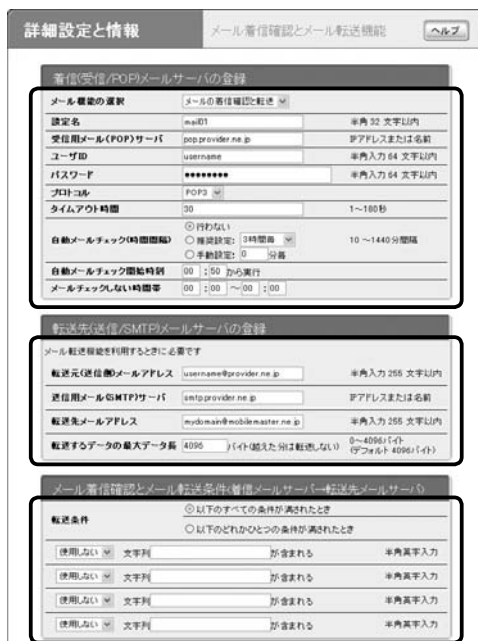 詳細設定と情報 メール着信確認とメール転送機能 ヘルプ
着信(受信/POP)メールサーバの登録
メール機能の選択 メールの着信確認と転送
設定名 mail01 半角 32 文字以内
受信用メール(POP)サーバ pop.provider.ne.jp IPアドレスまたは名前
ユーザID username 半角入力 64 文字以内
パスワード ●●●●●●●● 半角入力 64 文字以内
プロトコル POP3
タイムアウト時間 30 1～180秒
自動メールチェック(時間間隔) 行わない
推奨設定: 3時間毎 10 ～1440分間隔
手動設定: 0 分毎
自動メールチェック開始時刻 00 : 50 から実行
メールチェックしない時間帯 00 : 00 ～ 00 : 00
転送先(送信/SMTP)メールサーバの登録
メール転送機能を利用するときに必要です
転送元(送信側)メールアドレス username@provider.ne.jp 半角入力 255 文字以内
送信用メール(SMTP)サーバ smtp.provider.ne.jp IPアドレスまたは名前
転送先メールアドレス mydomain@mobilemaster.ne.jp 半角入力 255 文字以内
転送するデータの最大データ長 4096 バイト(越えた分は転送しない) 0～4096バイト
(デフォルト 4096バイト)
メール着信確認とメール転送条件(着信メールサーバ→転送先メールサーバ)
転送条件 以下のすべての条件が満されたとき
以下のどれかひとつの条件が満されたとき
使用しない 文字列 が含まれる 半角英字入力
使用しない 文字列 が含まれる 半角英字入力
使用しない 文字列 が含まれる 半角英字入力
使用しない 文字列 が含まれる 半角英字入力